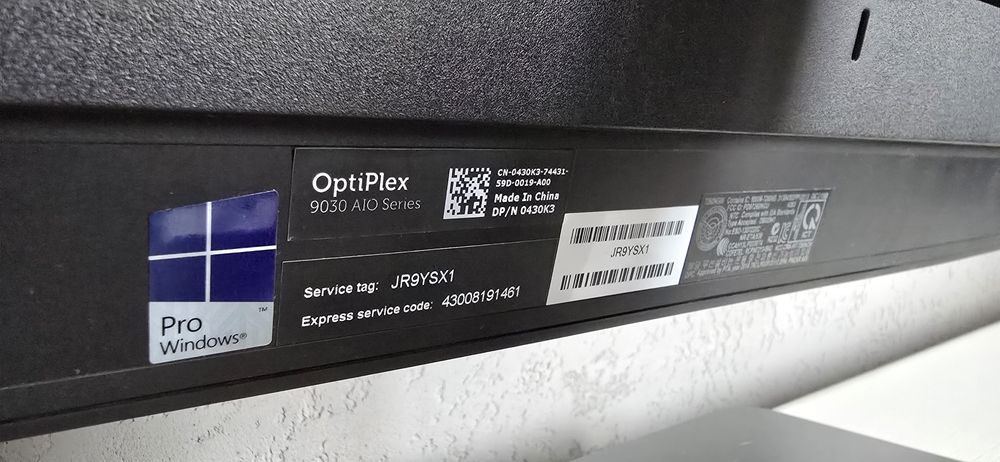 OptiPlex
9030 AIO Series
CN-0430K3-74431-
59D-0019-A00
Made In China
DP/N 0430K3
Pro
Windows®
™
Service tag: JR9YSX1
Express service code: 43008191461
JR9YSX1